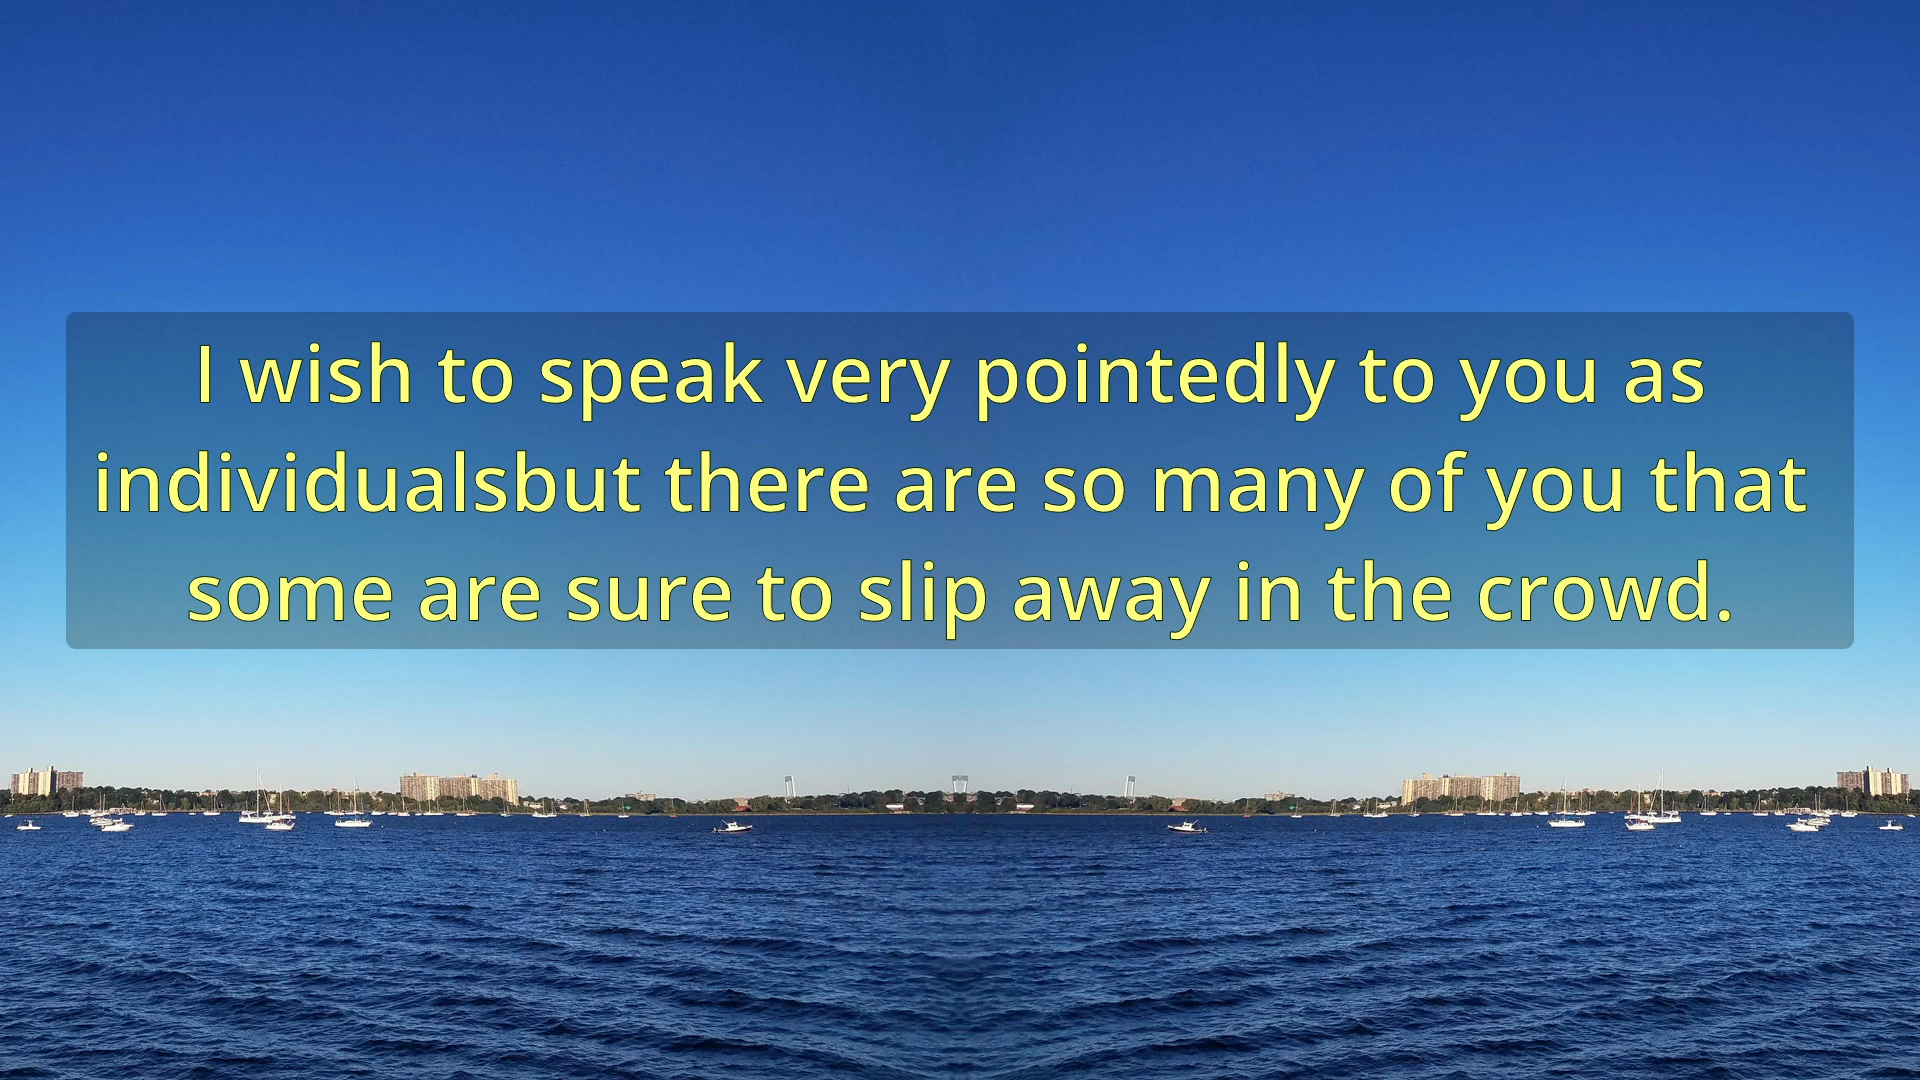 I wish to speak very pointedly to you as
individualsbut there are so many of you that
some are sure to slip away in the crowd.